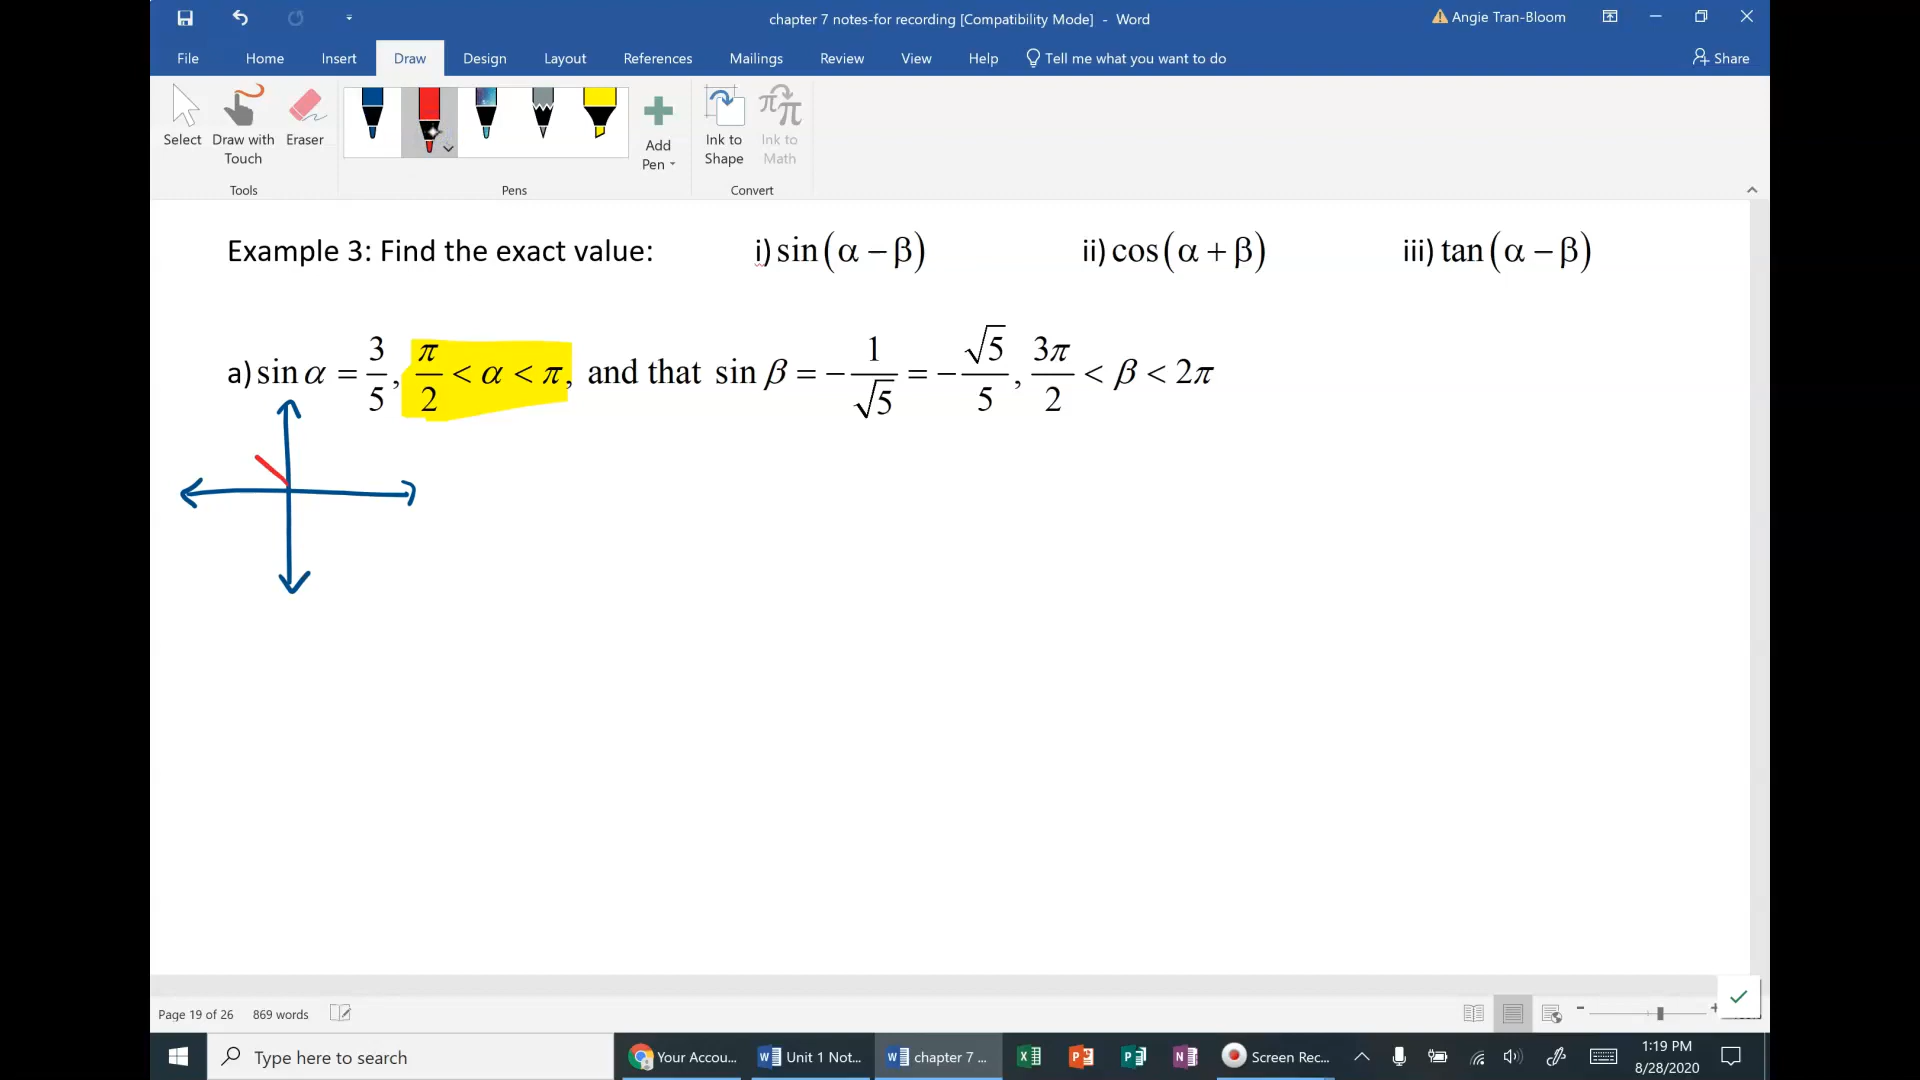 chapter 7 notes-for recording [Compatibility Mode] - Word
Angie Tran-Bloom
File Home Insert Draw Design Layout References Mailings Review View Help Tell me what you want to do Share
Select Draw with Touch Eraser Add Pen Ink to Shape Ink to Math
Tools Pens Convert
Example 3: Find the exact value: i) sin(α − β) ii) cos(α + β) iii) tan(α − β)
a) sin α = 3/5, π/2 < α < π, and that sin β = −1/√5 = −√5/5, 3π/2 < β < 2π
Page 19 of 26 869 words
Type here to search Your Accou... Unit 1 Not... chapter 7 ... Screen Rec... 1:19 PM
8/28/2020